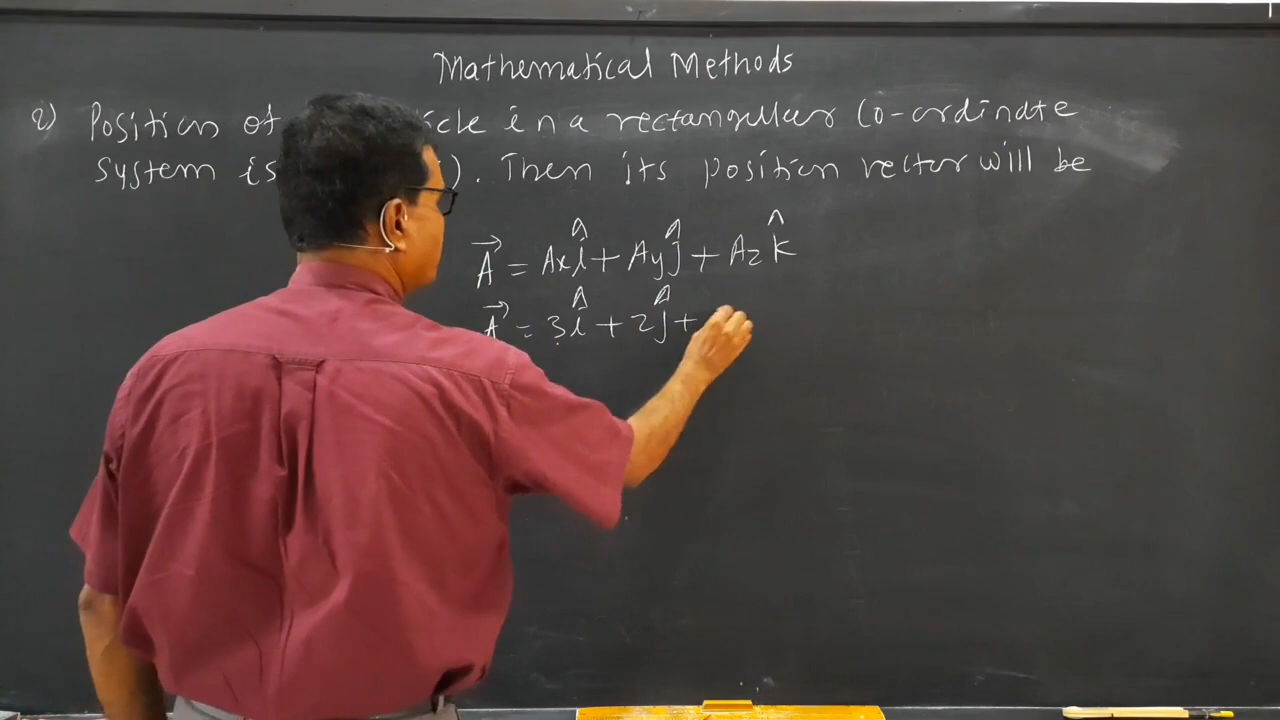 Mathematical Methods
2) Position of icle in a rectangular Co-ordinate
system is ). Then its position vector will be
A⃗ = Axî + Ayĵ + Azk̂
A⃗ = 3î + 2ĵ +